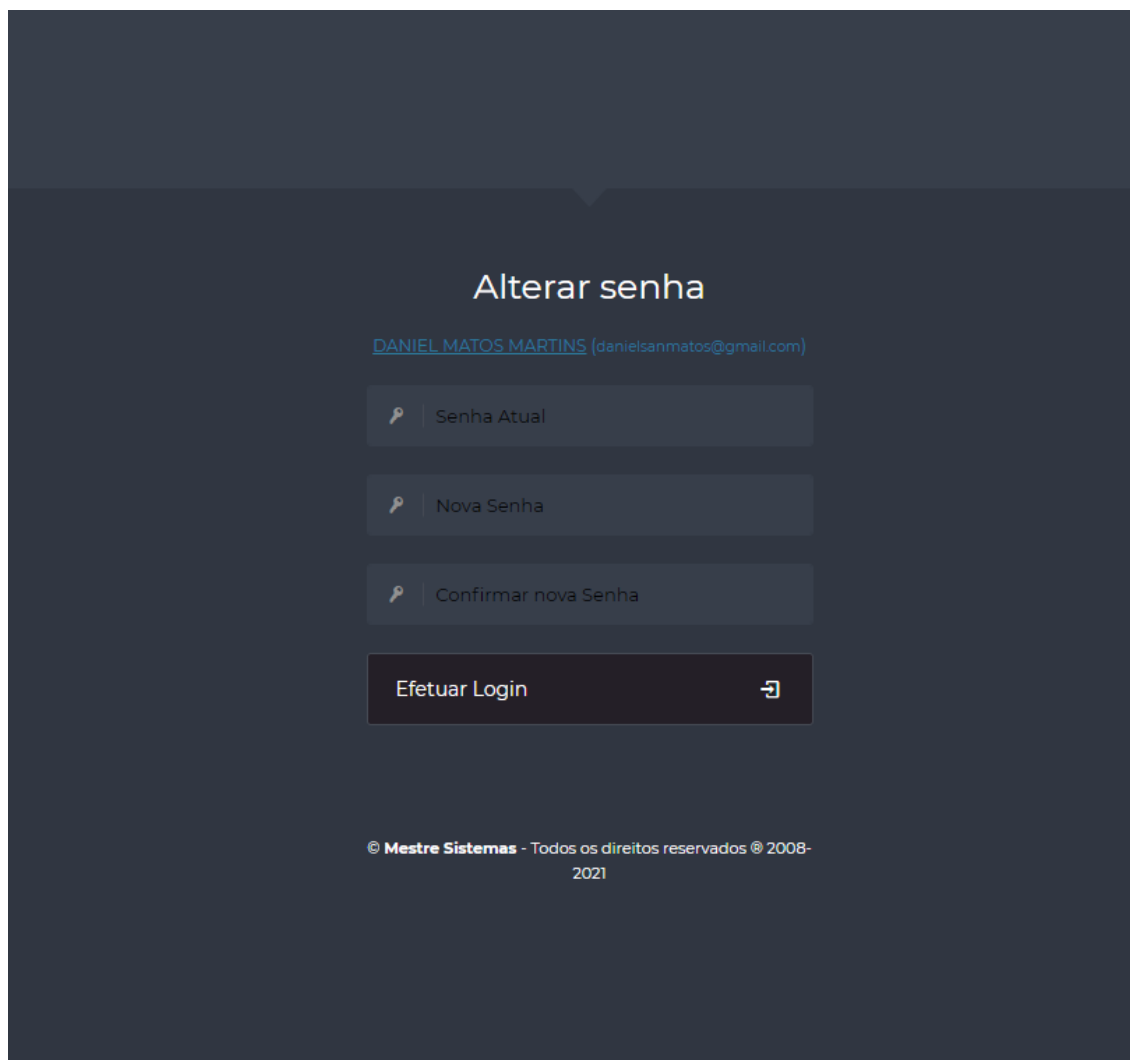 Alterar senha
DANIEL MATOS MARTINS (danielsanmatos@gmail.com)
Senha Atual
Nova Senha
Confirmar nova Senha
Efetuar Login
© Mestre Sistemas - Todos os direitos reservados ® 2008-
2021